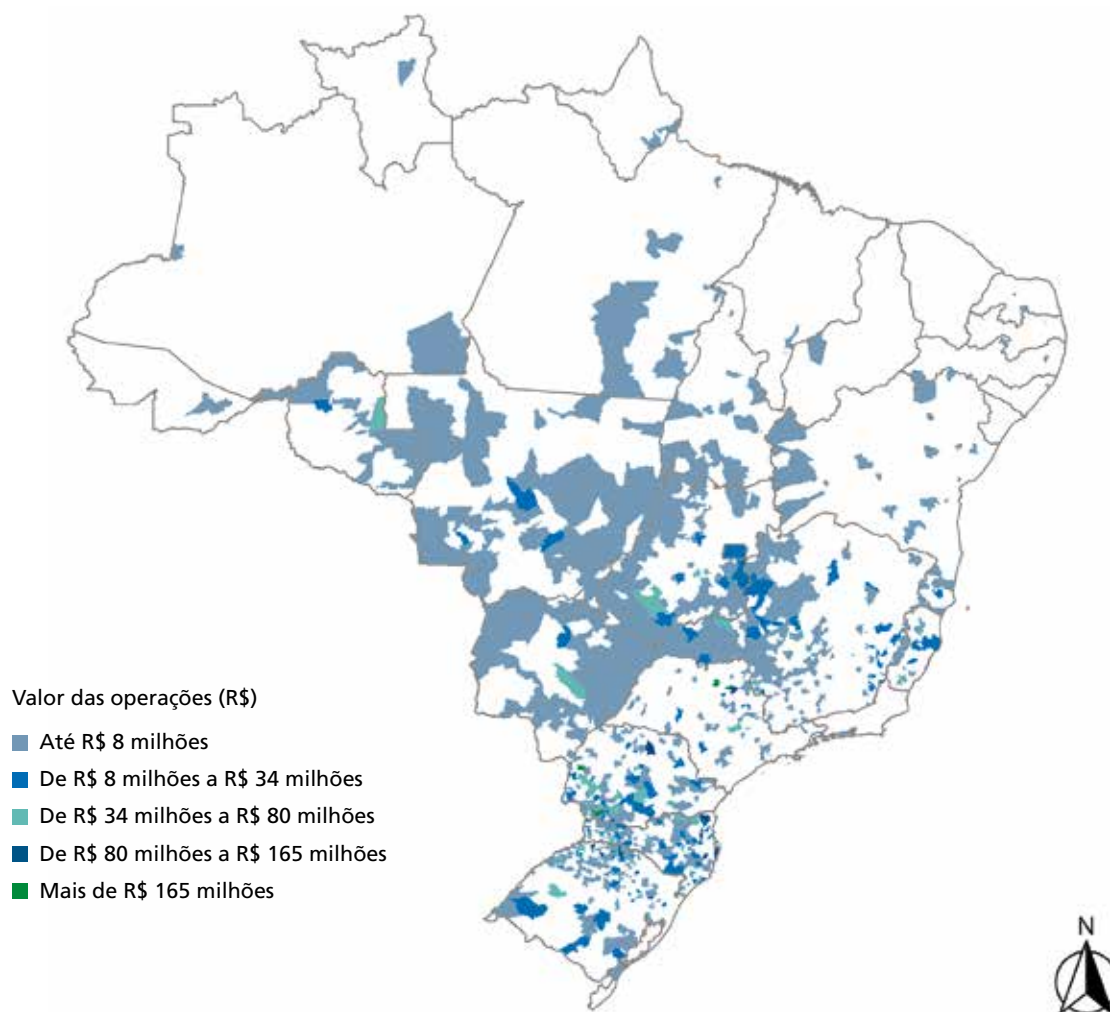 Valor das operações (R$)
Até R$ 8 milhões
De R$ 8 milhões a R$ 34 milhões
De R$ 34 milhões a R$ 80 milhões
De R$ 80 milhões a R$ 165 milhões
Mais de R$ 165 milhões
N